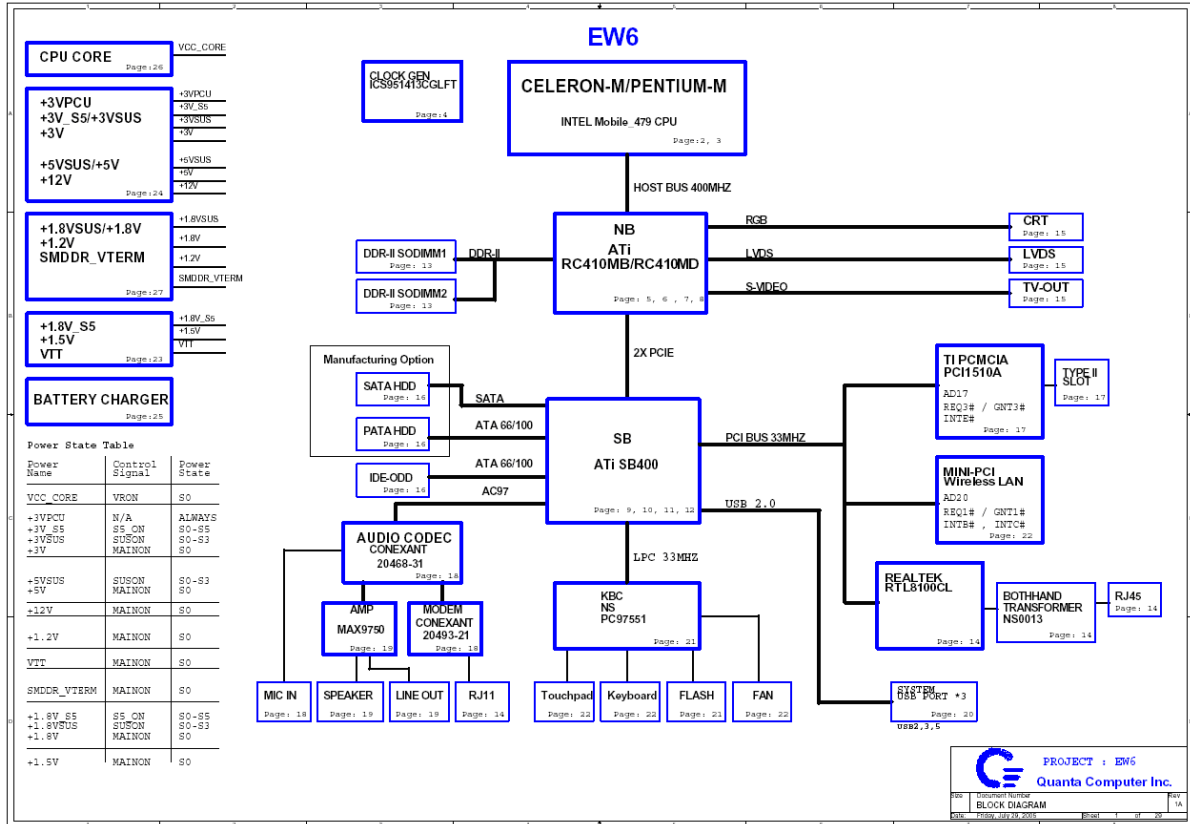 EW6
CPU CORE
Page:26
VCC_CORE
+3VPCU
+3V_S5/+3VSUS
+3V
+5VSUS/+5V
+12V
Page:24
+3VPCU
+3V_S5
+3VSUS
+3V
+5VSUS
+5V
+12V
+1.8VSUS/+1.8V
+1.2V
SMDDR_VTERM
Page:27
+1.8VSUS
+1.8V
+1.2V
SMDDR_VTERM
+1.8V_S5
+1.5V
VTT
Page:23
+1.8V_S5
+1.5V
VTT
BATTERY CHARGER
Page:25
Power State Table
Power Name
Control Signal
Power State
VCC_CORE VRON S0
+3VPCU N/A ALWAYS
+3V_S5 S5_ON S0-S5
+3VSUS SUSON S0-S3
+3V MAINON S0
+5VSUS SUSON S0-S3
+5V MAINON S0
+12V MAINON S0
+1.2V MAINON S0
VTT MAINON S0
SMDDR_VTERM MAINON S0
+1.8V_S5 S5_ON S0-S5
+1.8VSUS SUSON S0-S3
+1.8V MAINON S0
+1.5V MAINON S0
CLOCK GEN
ICS951413CGLFT
Page:4
CELERON-M/PENTIUM-M
INTEL Mobile_479 CPU
Page:2, 3
HOST BUS 400MHZ
NB
ATi
RC410MB/RC410MD
Page: 5, 6 , 7, 8
DDR-II SODIMM1
Page: 13
DDR-II
DDR-II SODIMM2
Page: 13
RGB
CRT
Page: 15
LVDS
LVDS
Page: 15
S-VIDEO
TV-OUT
Page: 15
2X PCIE
Manufacturing Option
SATA HDD
Page: 16
SATA
PATA HDD
Page: 16
ATA 66/100
IDE-ODD
Page: 16
ATA 66/100
AC97
SB
ATi SB400
Page: 9, 10, 11, 12
PCI BUS 33MHZ
USB 2.0
LPC 33MHZ
TI PCMCIA
PCI1510A
AD17
REQ3# / GNT3#
INTE#
Page: 17
TYPE II
SLOT
Page: 17
MINI-PCI
Wireless LAN
AD20
REQ1# / GNT1#
INTB# , INTC#
Page: 22
REALTEK
RTL8100CL
Page: 14
BOTHHAND
TRANSFORMER
NS0013
Page: 14
RJ45
Page: 14
AUDIO CODEC
CONEXANT
20468-31
Page: 18
AMP
MAX9750
Page: 19
MODEM
CONEXANT
20493-21
Page: 18
KBC
NS
PC97551
Page: 21
MIC IN
Page: 18
SPEAKER
Page: 19
LINE OUT
Page: 19
RJ11
Page: 14
Touchpad
Page: 22
Keyboard
Page: 22
FLASH
Page: 21
FAN
Page: 22
SYSTEM
USB PORT *3
Page: 20
USB2,3,5
PROJECT : EW6
Quanta Computer Inc.
Size
Document Number
Rev
BLOCK DIAGRAM
1A
Date: Friday, July 29, 2005
Sheet 1 of 29